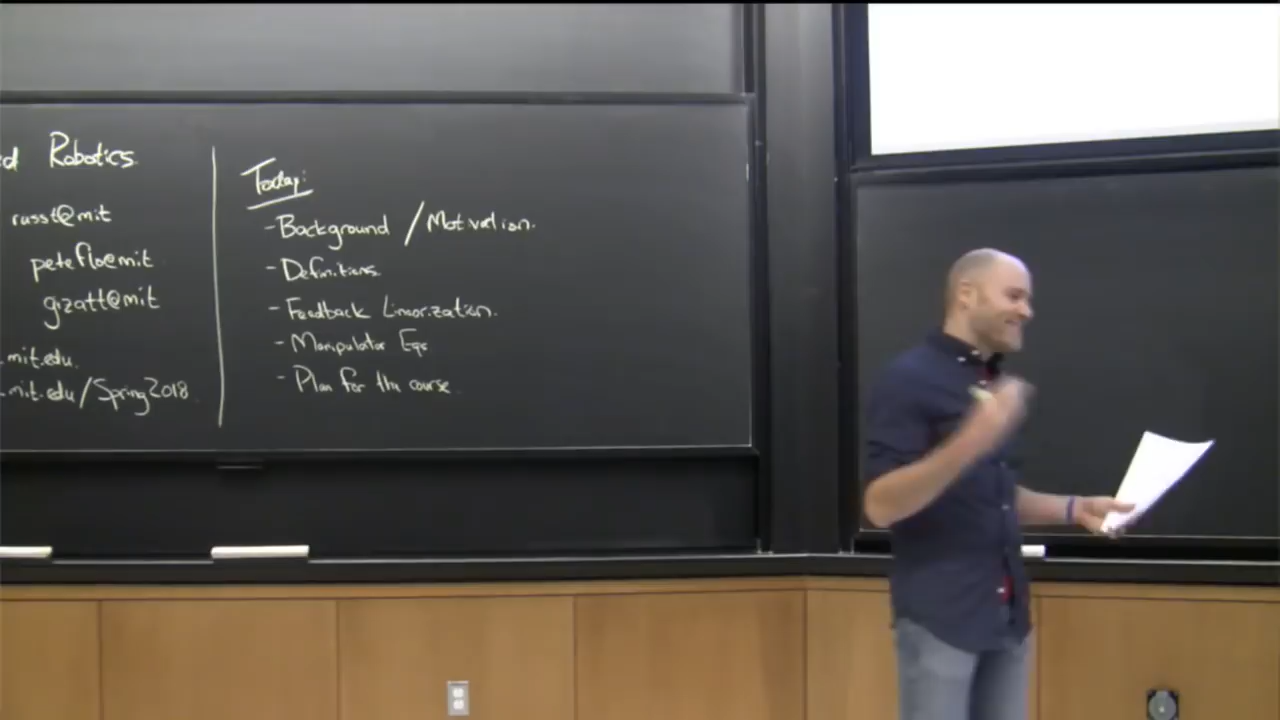 d Robotics
russt@mit
peteflo@mit
gizatt@mit
.mit.edu.
.mit.edu/Spring2018
Today:
- Background / Motivation.
- Definitions
- Feedback Linearization.
- Manipulator Eqs
- Plan for the course.